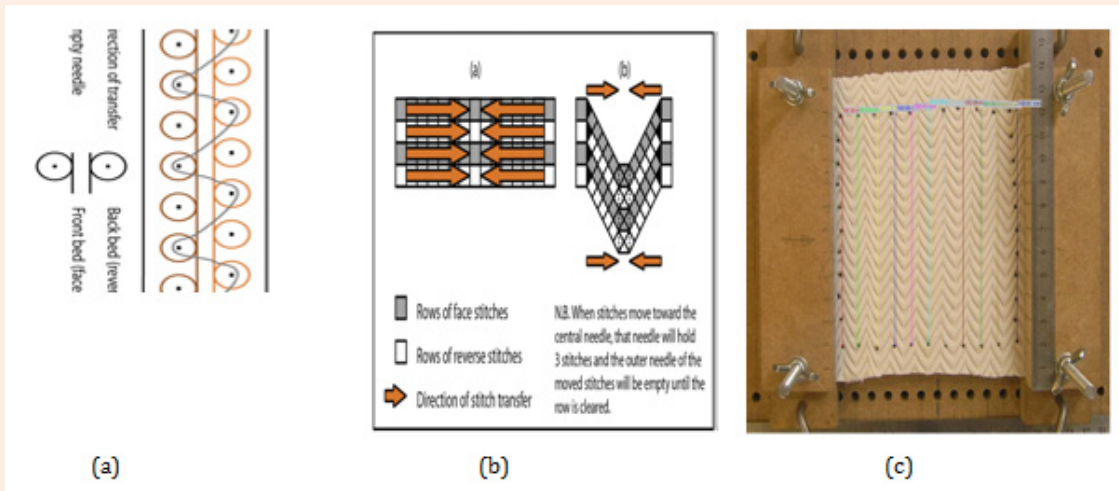 rection of transfer
npty needle
Back bed (rever
Front bed (face
(a)
(b)
Rows of face stitches
Rows of reverse stitches
Direction of stitch transfer
N.B. When stitches move toward the
central needle, that needle will hold
3 stitches and the outer needle of the
moved stitches will be empty until the
row is cleared.
(a)
(b)
(c)